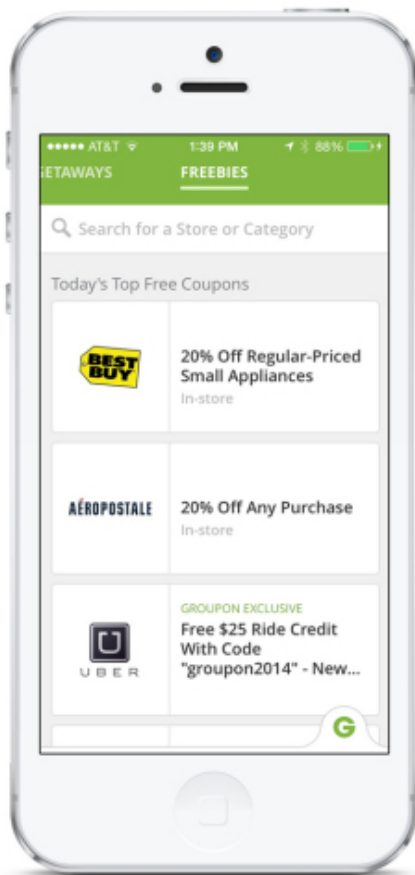 AT&T 1:39 PM 88%
ETAWAYS FREEBIES
Search for a Store or Category
Today's Top Free Coupons
BEST
BUY
20% Off Regular-Priced
Small Appliances
In-store
AÉROPOSTALE
20% Off Any Purchase
In-store
U
UBER
GROUPON EXCLUSIVE
Free $25 Ride Credit
With Code
"groupon2014" - New...
G